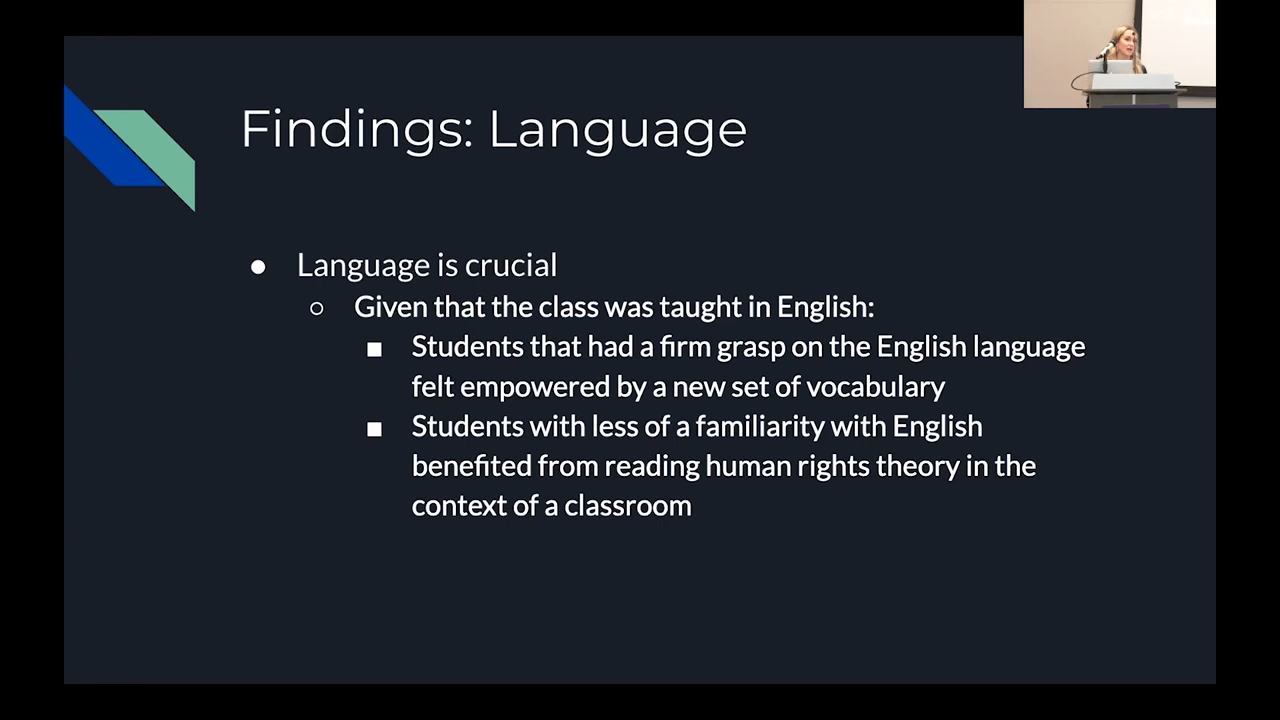 Findings: Language
● Language is crucial
○ Given that the class was taught in English:
■ Students that had a firm grasp on the English language
felt empowered by a new set of vocabulary
■ Students with less of a familiarity with English
benefited from reading human rights theory in the
context of a classroom